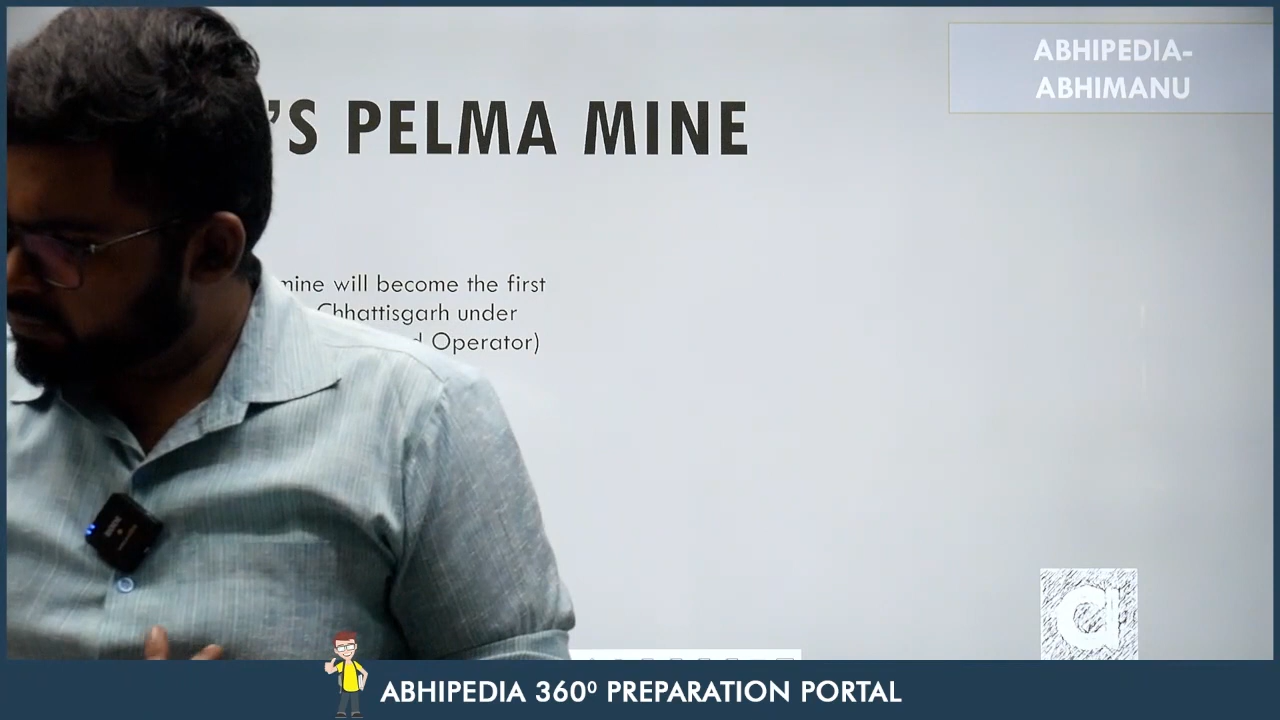 ABHIPEDIA-
ABHIMANU
'S PELMA MINE
mine will become the first
Chhattisgarh under
d Operator)
ABHIPEDIA 360⁰ PREPARATION PORTAL